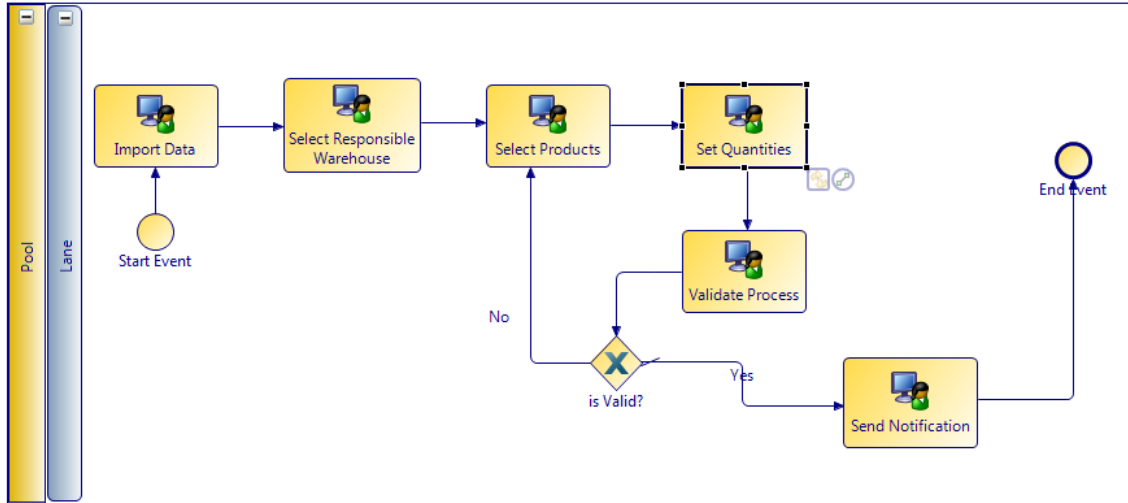 Pool
Lane
Import Data
Select Responsible
Warehouse
Select Products
Set Quantities
Start Event
End Event
Validate Process
No
Yes
is Valid?
Send Notification